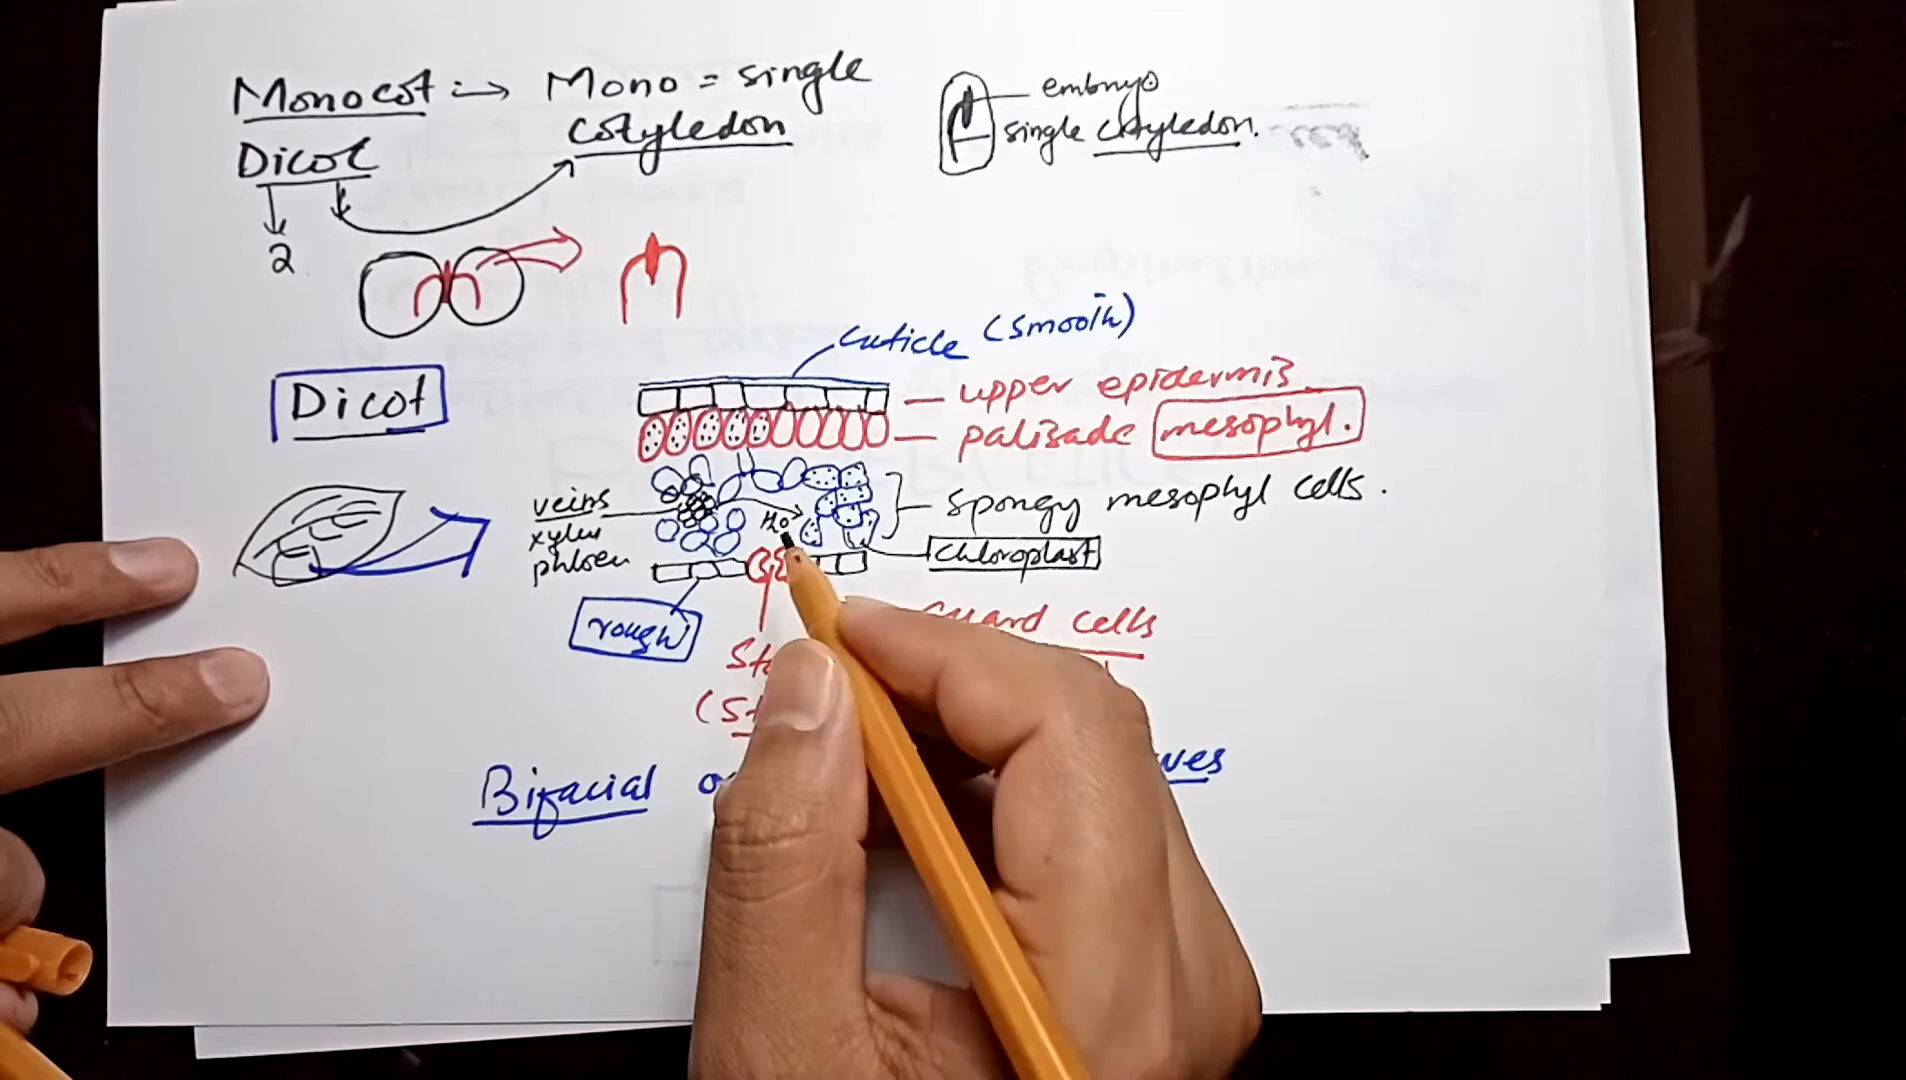 Monocot :→ Mono = single
cotyledon
Dicot
2
embryo
single cotyledon.
Cuticle (smooth)
Dicot
upper epidermis
palisade mesophyl.
veins
xylem
phloem
H2O
spongy mesophyl cells.
chloroplast
rough
Guard cells
Bifacial